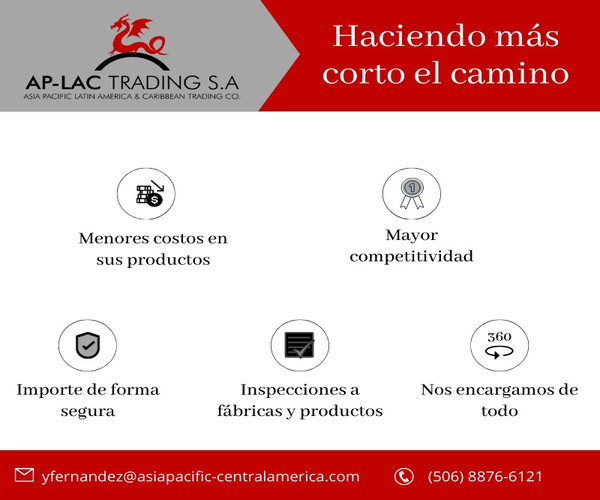 AP-LAC TRADING S.A
ASIA PACIFIC LATIN AMERICA & CARIBBEAN TRADING CO.
Haciendo más
corto el camino
$
Menores costos en
sus productos
1
Mayor
competitividad
Importe de forma
segura
Inspecciones a
fábricas y productos
360
Nos encargamos de
todo
yfernandez@asiapacific-centralamerica.com
(506) 8876-6121